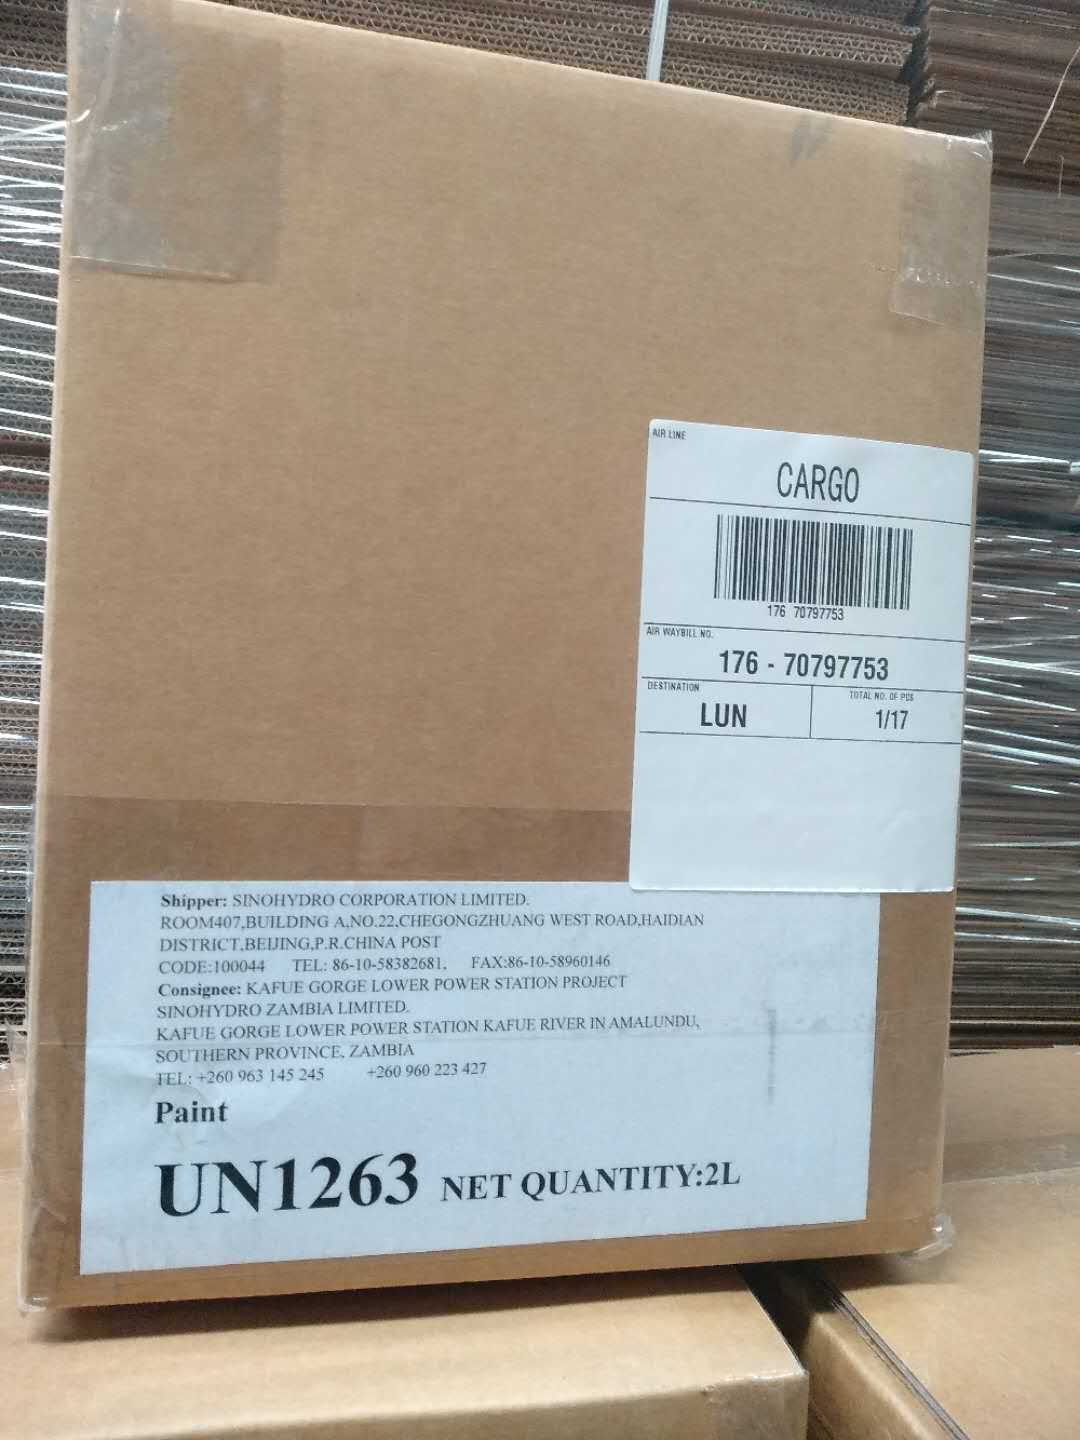 AIR LINE
CARGO
176 70797753
AIR WAYBILL NO.
176 - 70797753
DESTINATION
TOTAL NO. OF PCS
LUN
1/17
Shipper: SINOHYDRO CORPORATION LIMITED.
ROOM407,BUILDING A,NO.22,CHEGONGZHUANG WEST ROAD,HAIDIAN
DISTRICT,BEIJING,P.R.CHINA POST
CODE:100044 TEL: 86-10-58382681, FAX:86-10-58960146
Consignee: KAFUE GORGE LOWER POWER STATION PROJECT
SINOHYDRO ZAMBIA LIMITED.
KAFUE GORGE LOWER POWER STATION KAFUE RIVER IN AMALUNDU,
SOUTHERN PROVINCE, ZAMBIA
TEL: +260 963 145 245 +260 960 223 427
Paint
UN1263 NET QUANTITY:2L